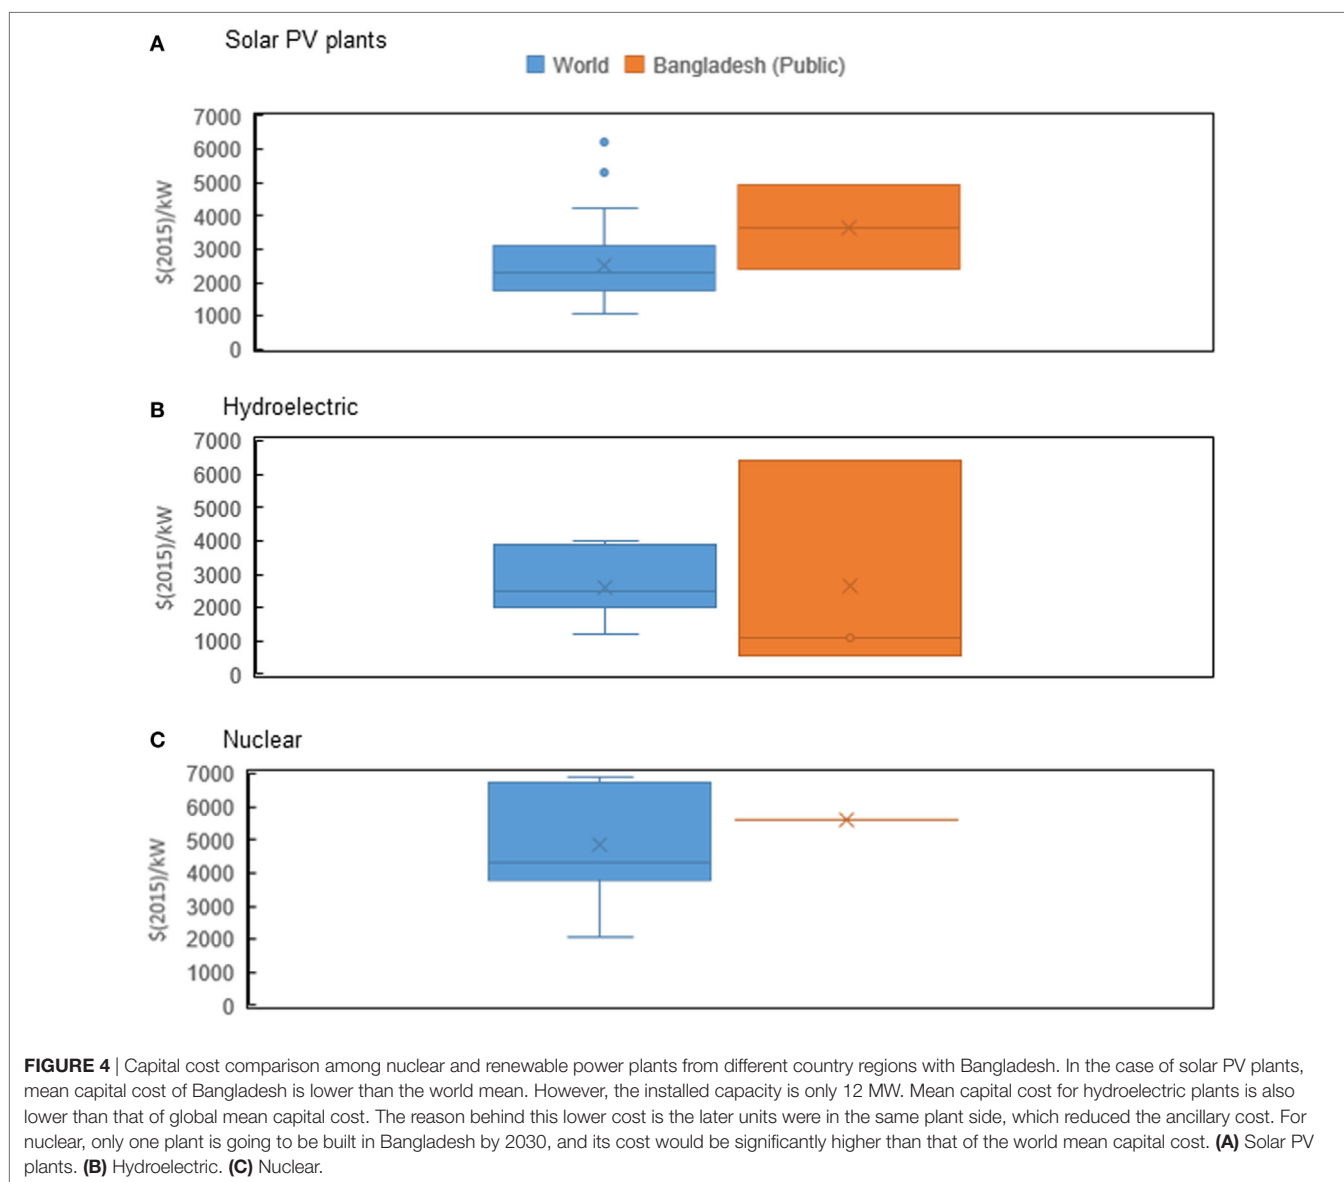 A Solar PV plants
World Bangladesh (Public)
7000
6000
5000
4000
3000
2000
1000
0
$(2015)/kW
B Hydroelectric
7000
6000
5000
4000
3000
2000
1000
0
$(2015)/kW
C Nuclear
7000
6000
5000
4000
3000
2000
1000
0
$(2015)/kW
FIGURE 4 | Capital cost comparison among nuclear and renewable power plants from different country regions with Bangladesh. In the case of solar PV plants,
mean capital cost of Bangladesh is lower than the world mean. However, the installed capacity is only 12 MW. Mean capital cost for hydroelectric plants is also
lower than that of global mean capital cost. The reason behind this lower cost is the later units were in the same plant side, which reduced the ancillary cost. For
nuclear, only one plant is going to be built in Bangladesh by 2030, and its cost would be significantly higher than that of the world mean capital cost. (A) Solar PV
plants. (B) Hydroelectric. (C) Nuclear.